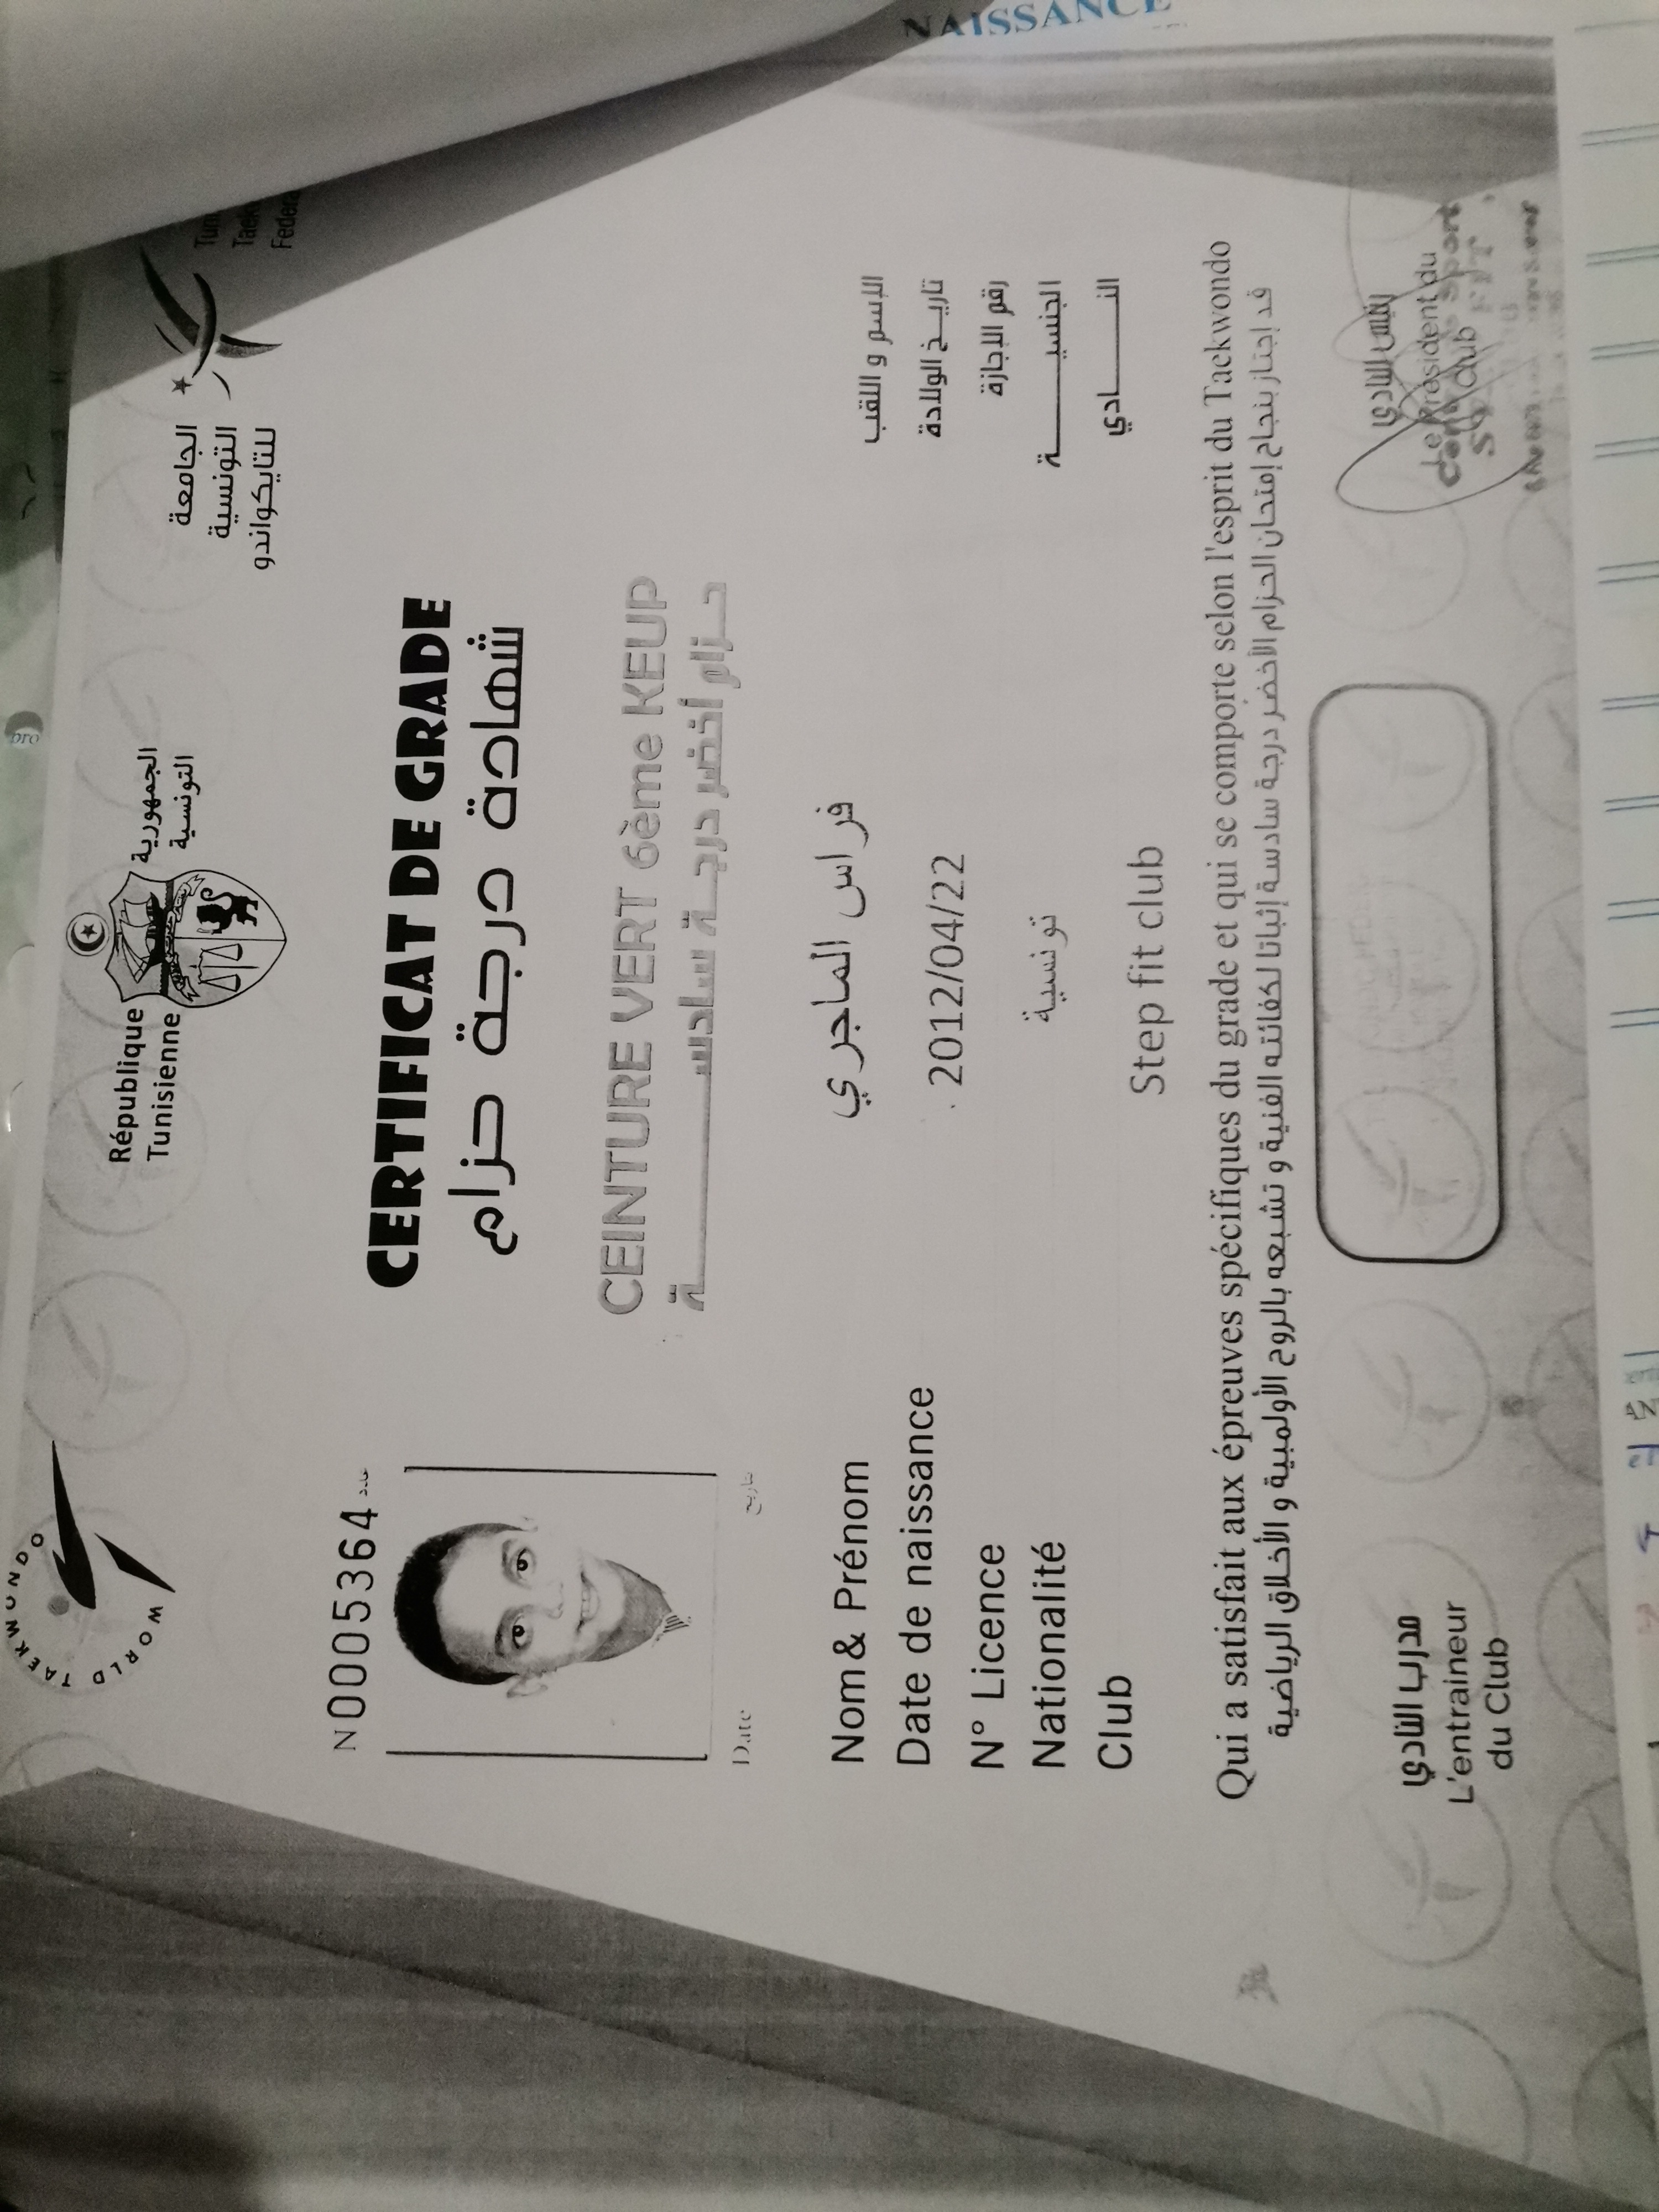 NAISSANCE
WORLD TAEKWONDO
République
Tunisienne
الجمهورية
التونسية
الجامعة
التونسية
للتايكواندو
N 0005364 عدد
CERTIFICAT DE GRADE
شهادة درجة حزام
CEINTURE VERT 6ème KEUP
حزام أخضر درجة سادسة
Date تاريخ
Nom & Prénom فراس الماجري الإسم و اللقب
Date de naissance 2012/04/22 تاريخ الولادة
N° Licence رقم الإجازة
Nationalité تونسية الجنسية
Club Step fit club النادي
Qui a satisfait aux épreuves spécifiques du grade et qui se comporte selon l'esprit du Taekwondo
قد إجتاز بنجاح إمتحان الحزام الأخضر درجة سادسة إثباتا لكفائته الفنية و تشبعه بالروح الأولمبية و الأخلاق الرياضية
مدرب النادي
L'entraineur
du Club
رئيس النادي
Le Président du
club